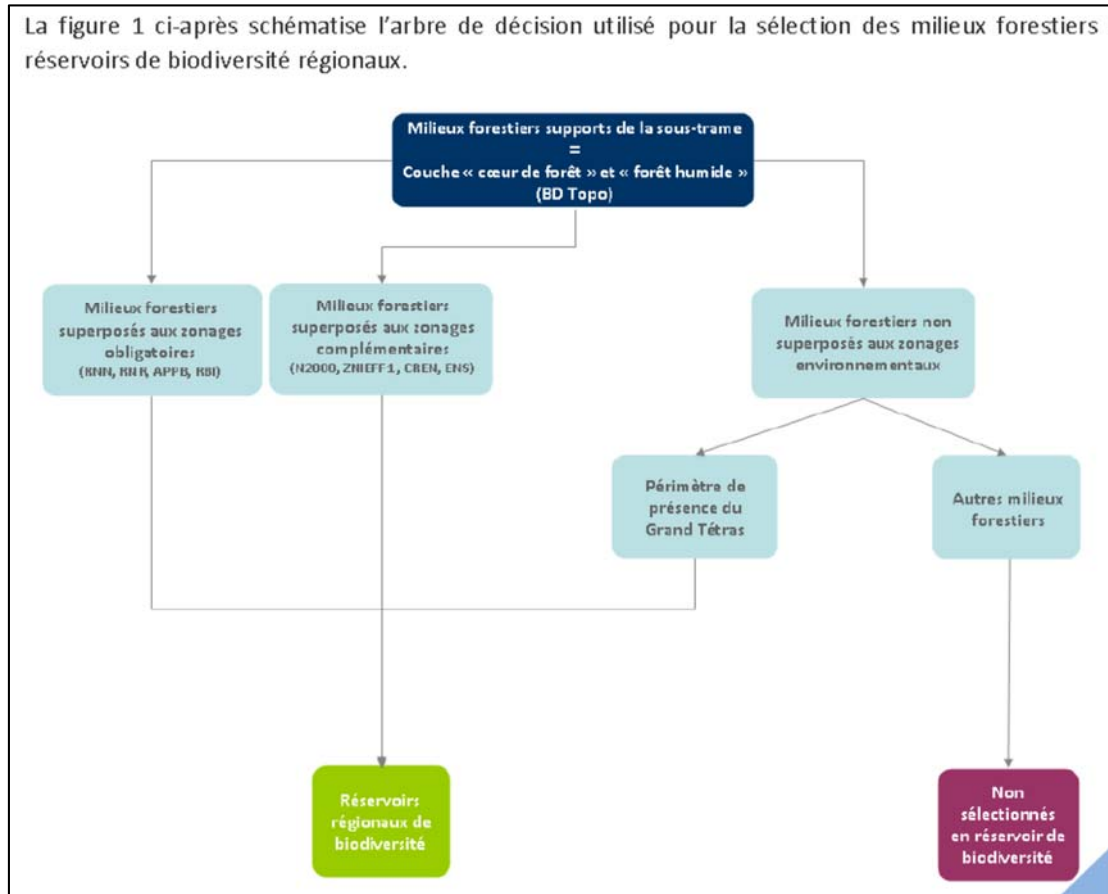 La figure 1 ci-après schématise l’arbre de décision utilisé pour la sélection des milieux forestiers
réservoirs de biodiversité régionaux.
Milieux forestiers supports de la sous-trame
=
Couche « cœur de forêt » et « forêt humide »
(BD Topo)
Milieux forestiers
superposés aux zonages
obligatoires
(RNN, RNR, APPB, RBI)
Milieux forestiers
superposés aux zonages
complémentaires
(N2000, ZNIEFF1, CREN, ENS)
Milieux forestiers non
superposés aux zonages
environnementaux
Périmètre de
présence du
Grand Tétras
Autres milieux
forestiers
Réservoirs
régionaux de
biodiversité
Non
sélectionnés
en réservoir de
biodiversité